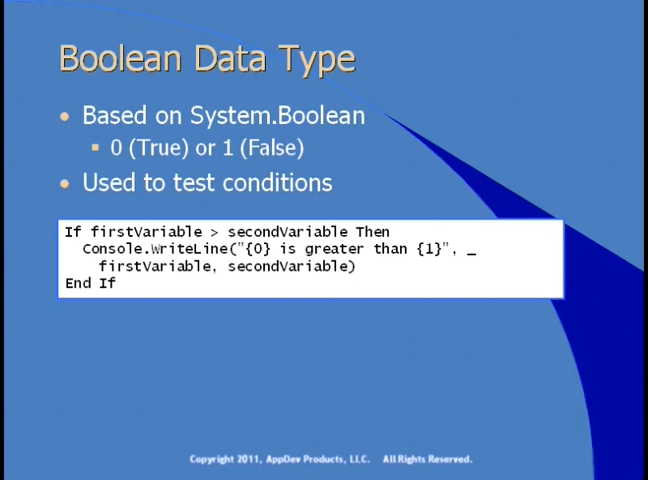 Boolean Data Type
Based on System.Boolean
0 (True) or 1 (False)
Used to test conditions
If firstVariable > secondVariable Then
Console.WriteLine("{0} is greater than {1}", _
firstVariable, secondVariable)
End If
Copyright 2011, AppDev Products, LLC. All Rights Reserved.